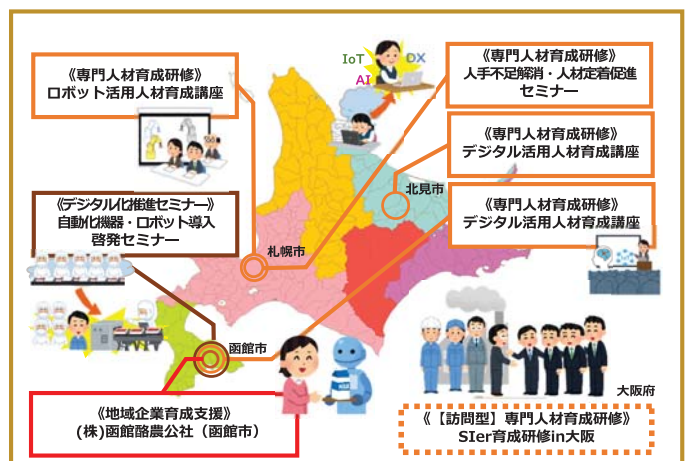 《専門人材育成研修》
ロボット活用人材育成講座
IoT
DX
AI
《専門人材育成研修》
人手不足解消・人材定着促進
セミナー
《専門人材育成研修》
デジタル活用人材育成講座
北見市
《専門人材育成研修》
デジタル活用人材育成講座
《デジタル化推進セミナー》
自動化機器・ロボット導入
啓発セミナー
札幌市
函館市
大阪府
《地域企業育成支援》
(株)函館酪農公社（函館市）
《【訪問型】専門人材育成研修》
SIer育成研修in大阪